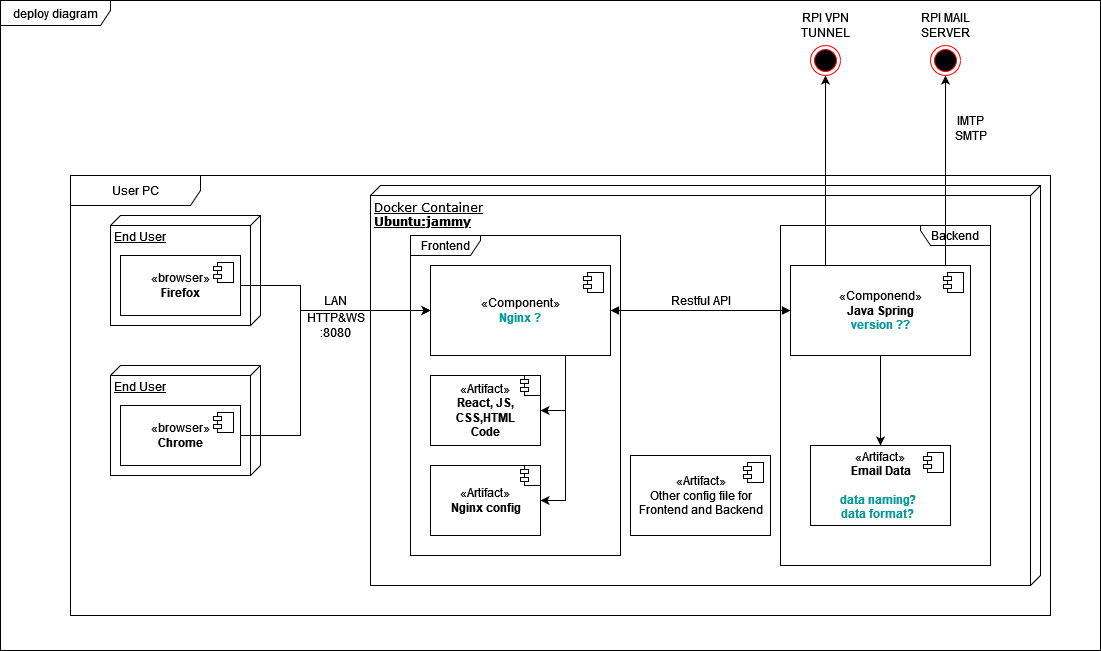 deploy diagram
RPI VPN
TUNNEL
RPI MAIL
SERVER
IMTP
SMTP
User PC
End User
«browser»
Firefox
End User
«browser»
Chrome
LAN
HTTP&WS
:8080
Docker Container
Ubuntu:jammy
Frontend
«Component»
Nginx ?
«Artifact»
React, JS,
CSS,HTML
Code
«Artifact»
Nginx config
Restful API
«Artifact»
Other config file for
Frontend and Backend
Backend
«Componend»
Java Spring
version ??
«Artifact»
Email Data
data naming?
data format?